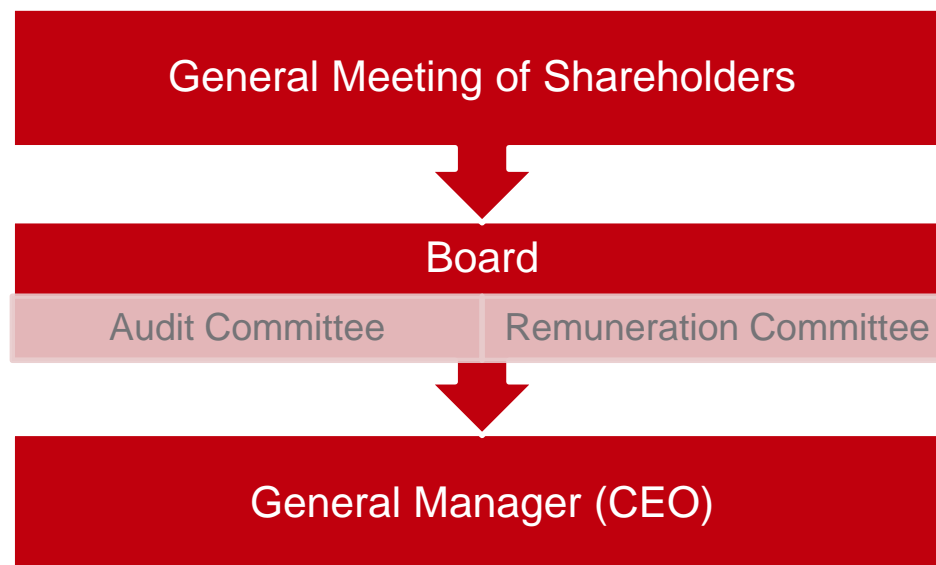 General Meeting of Shareholders
Board
Audit Committee
Remuneration Committee
General Manager (CEO)